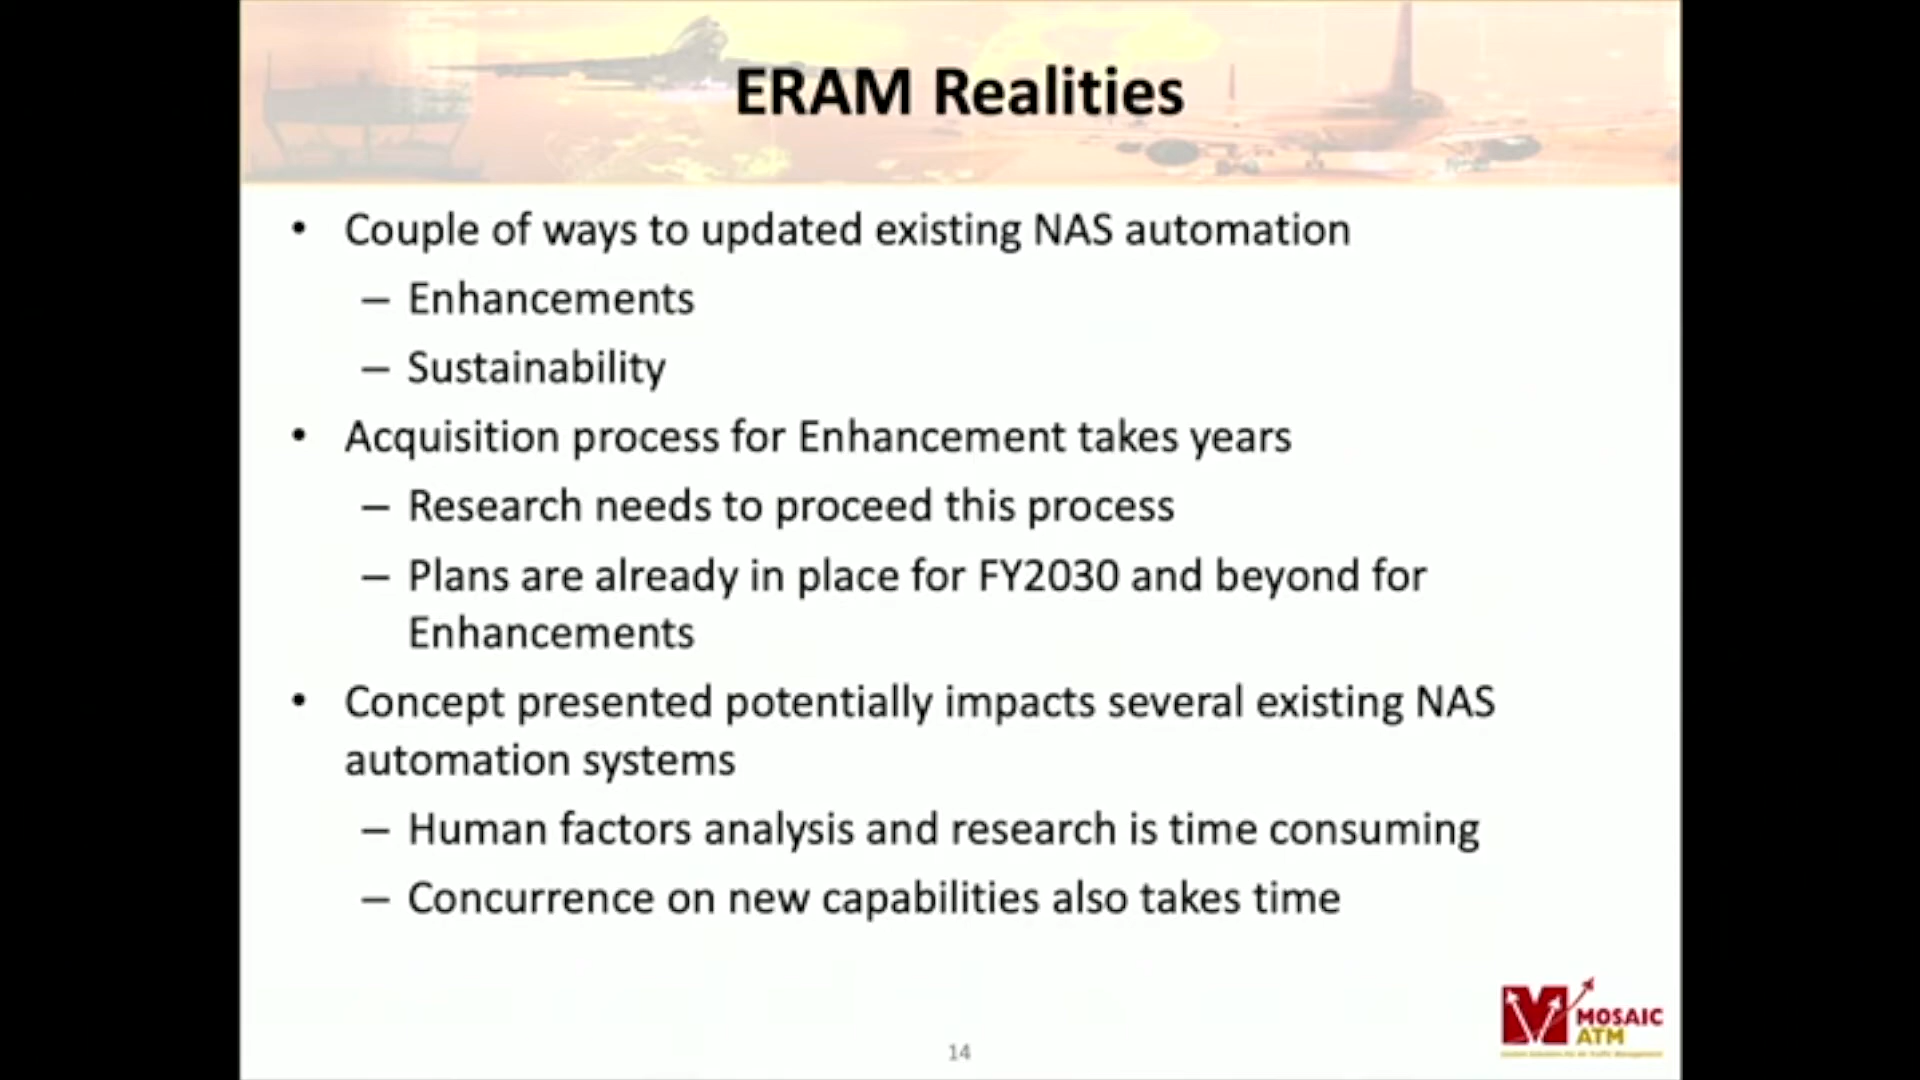 ERAM Realities
• Couple of ways to updated existing NAS automation
– Enhancements
– Sustainability
• Acquisition process for Enhancement takes years
– Research needs to proceed this process
– Plans are already in place for FY2030 and beyond for
Enhancements
• Concept presented potentially impacts several existing NAS
automation systems
– Human factors analysis and research is time consuming
– Concurrence on new capabilities also takes time
MOSAIC
ATM
14